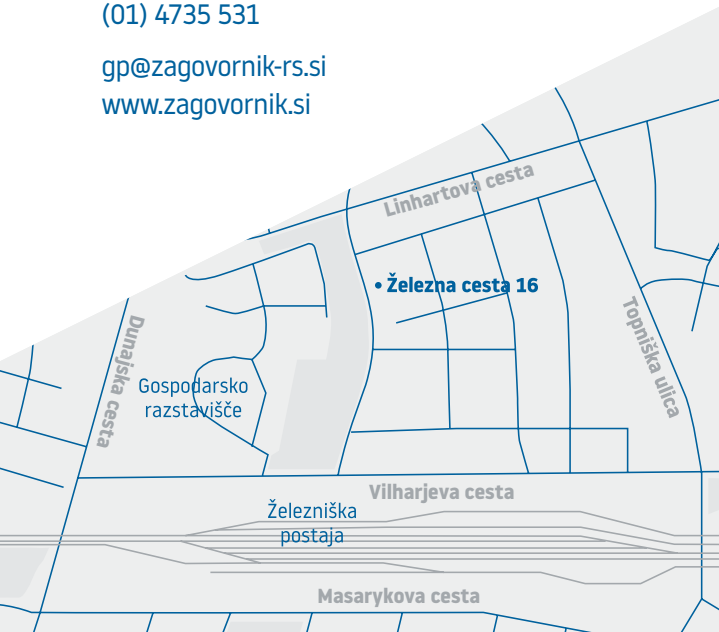 (01) 4735 531
gp@zagovornik-rs.si
www.zagovornik.si
Linhartova cesta
• Železna cesta 16
Topniška ulica
Dunajska cesta
Gospodarsko
razstavišče
Vilharjeva cesta
Železniška
postaja
Masarykova cesta